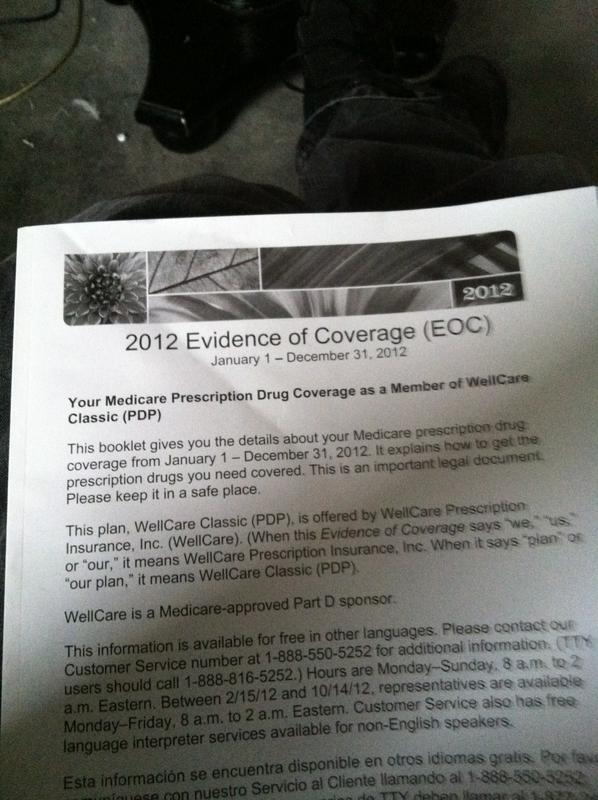 2012
2012 Evidence of Coverage (EOC)
January 1 – December 31, 2012
Your Medicare Prescription Drug Coverage as a Member of WellCare
Classic (PDP)
This booklet gives you the details about your Medicare prescription drug
coverage from January 1 – December 31, 2012. It explains how to get the
prescription drugs you need covered. This is an important legal document.
Please keep it in a safe place.
This plan, WellCare Classic (PDP), is offered by WellCare Prescription
Insurance, Inc. (WellCare). (When this Evidence of Coverage says “we,” “us,”
or “our,” it means WellCare Prescription Insurance, Inc. When it says “plan” or
“our plan,” it means WellCare Classic (PDP).
WellCare is a Medicare-approved Part D sponsor.
This information is available for free in other languages. Please contact our
Customer Service number at 1-888-550-5252 for additional information. (TTY
users should call 1-888-816-5252.) Hours are Monday–Sunday, 8 a.m. to 2
a.m. Eastern. Between 2/15/12 and 10/14/12, representatives are available
Monday–Friday, 8 a.m. to 2 a.m. Eastern. Customer Service also has free
language interpreter services available for non-English speakers.
Esta información se encuentra disponible en otros idiomas gratis. Por
con nuestro Servicio al Cliente llamando al 1-888-550-5252
de TTY deben llamar al